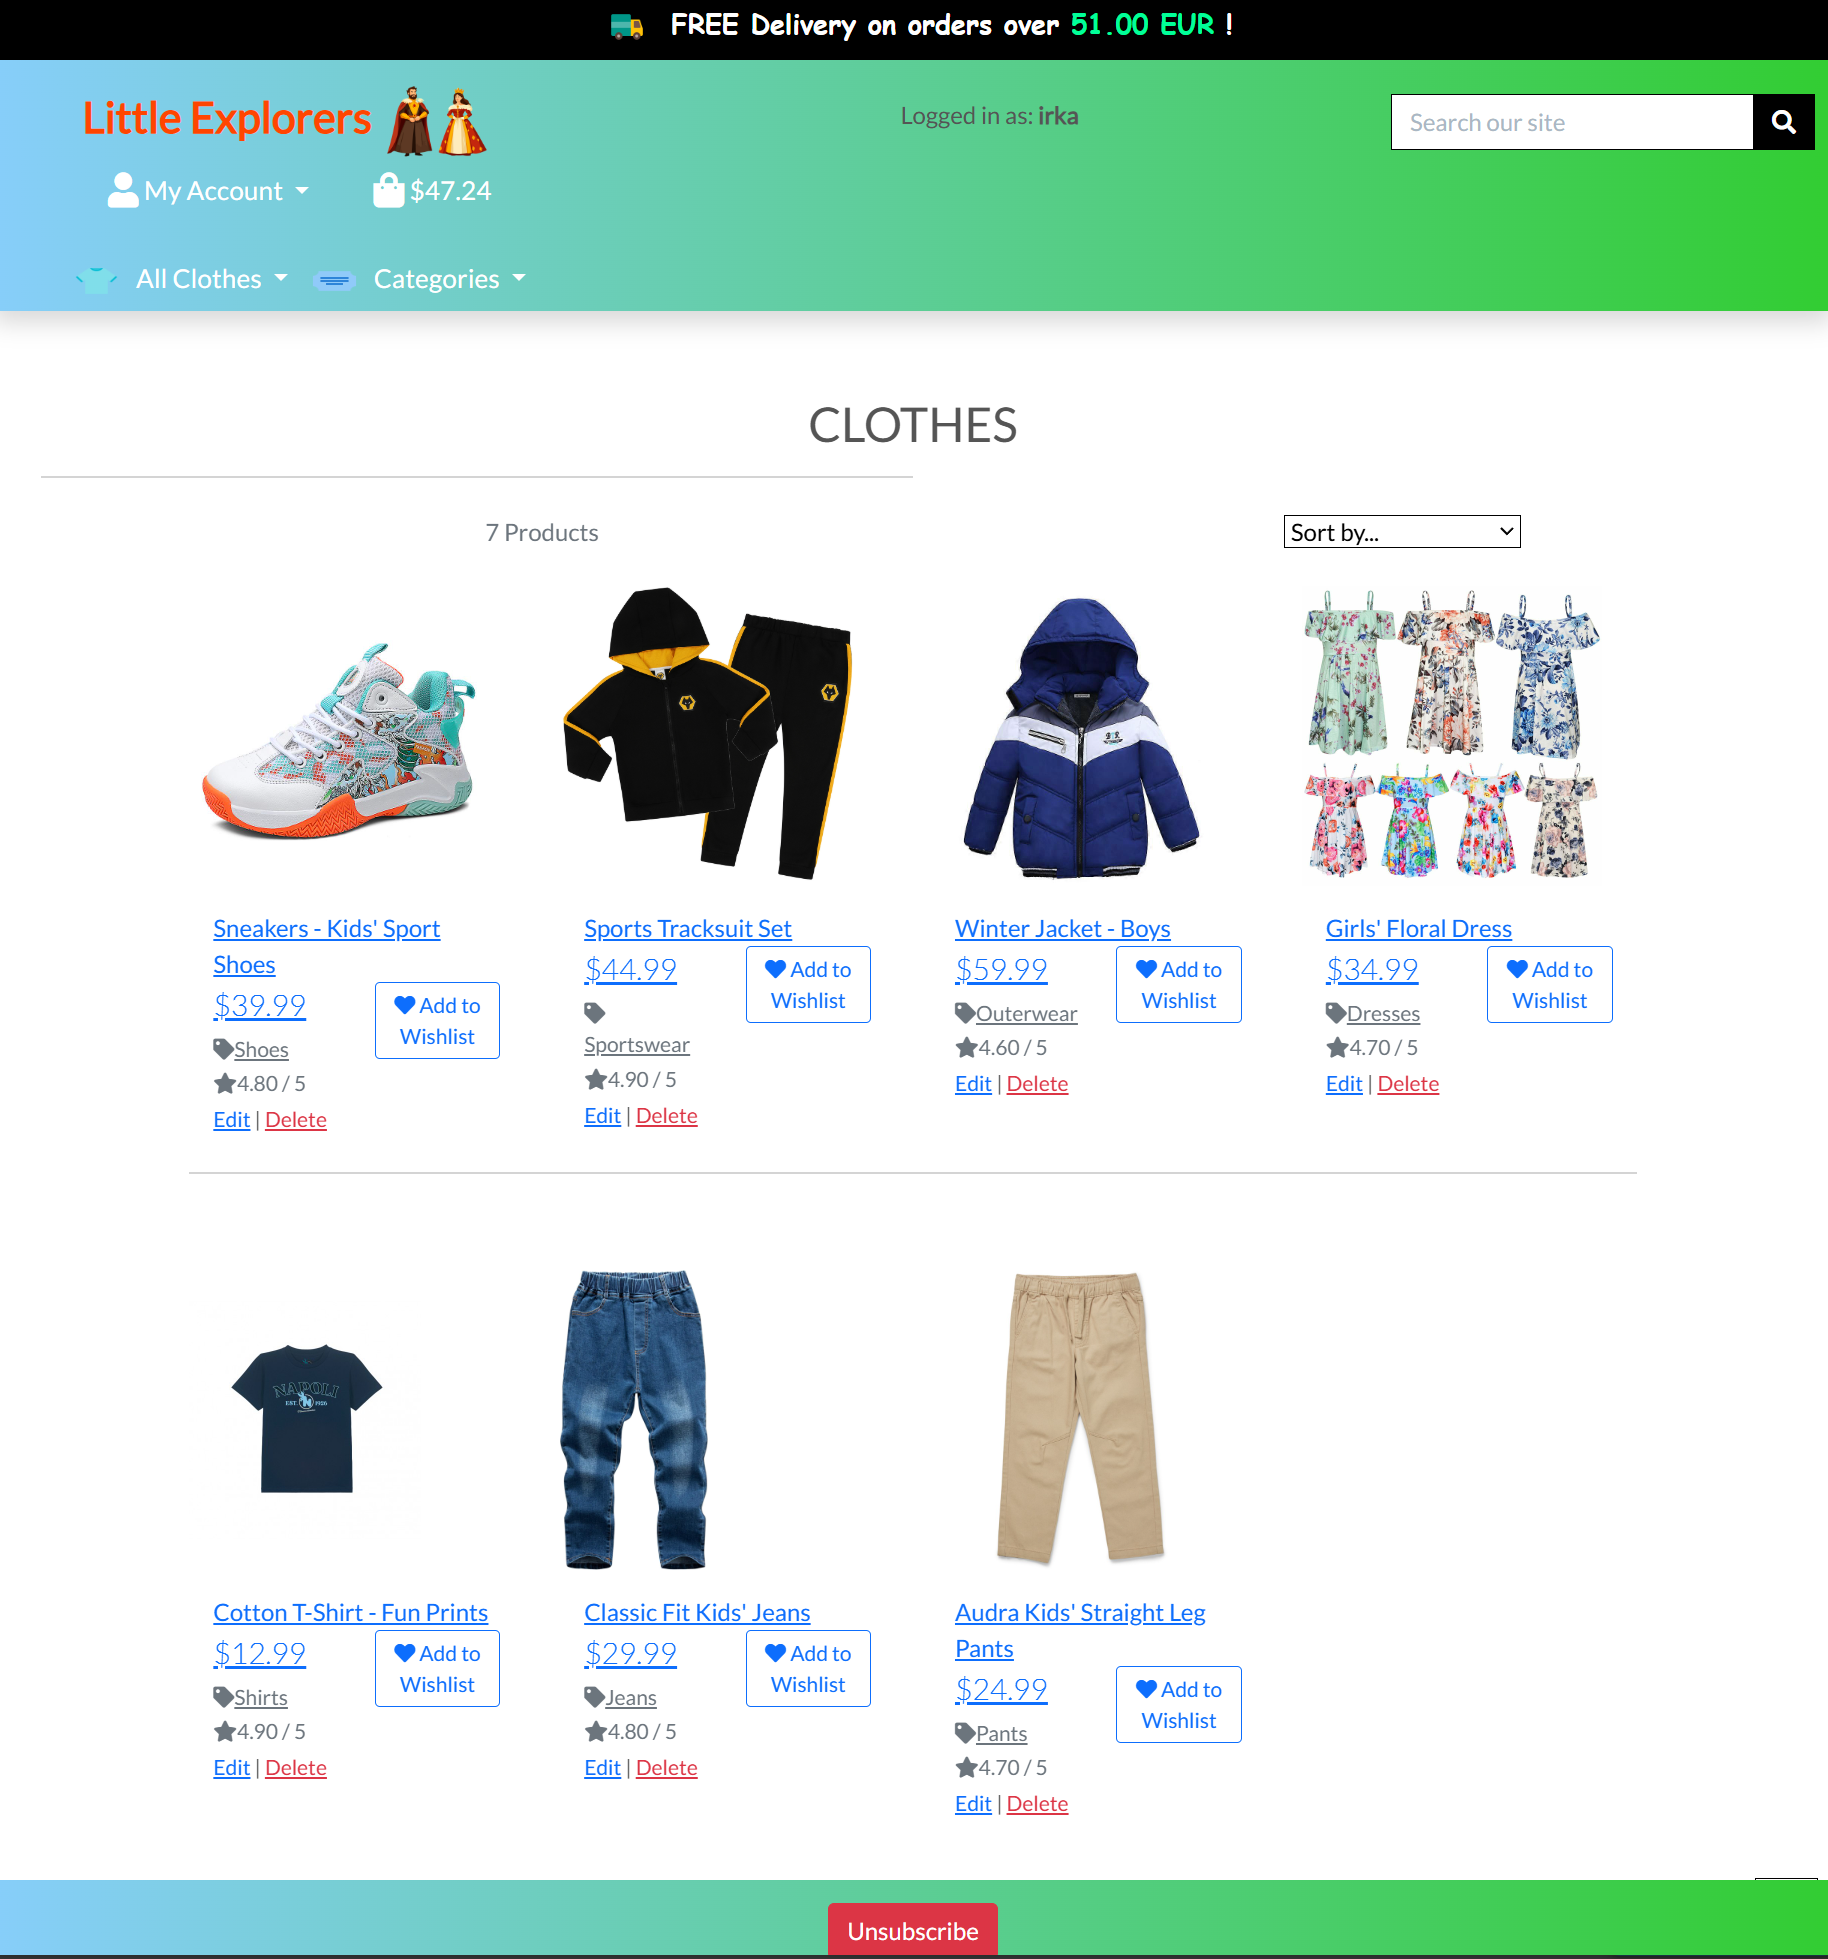 FREE Delivery on orders over 51.00 EUR !
Little Explorers
Logged in as: irka
Search our site
My Account
$47.24
All Clothes
Categories
CLOTHES
7 Products
Sort by...
Sneakers - Kids' Sport
Shoes
$39.99
Add to
Wishlist
Shoes
4.80 / 5
Edit | Delete
Sports Tracksuit Set
$44.99
Add to
Wishlist
Sportswear
4.90 / 5
Edit | Delete
Winter Jacket - Boys
$59.99
Add to
Wishlist
Outerwear
4.60 / 5
Edit | Delete
Girls' Floral Dress
$34.99
Add to
Wishlist
Dresses
4.70 / 5
Edit | Delete
NAPOLI
EST. 1926
Cotton T-Shirt - Fun Prints
$12.99
Add to
Wishlist
Shirts
4.90 / 5
Edit | Delete
Classic Fit Kids' Jeans
$29.99
Add to
Wishlist
Jeans
4.80 / 5
Edit | Delete
Audra Kids' Straight Leg
Pants
$24.99
Add to
Wishlist
Pants
4.70 / 5
Edit | Delete
Unsubscribe